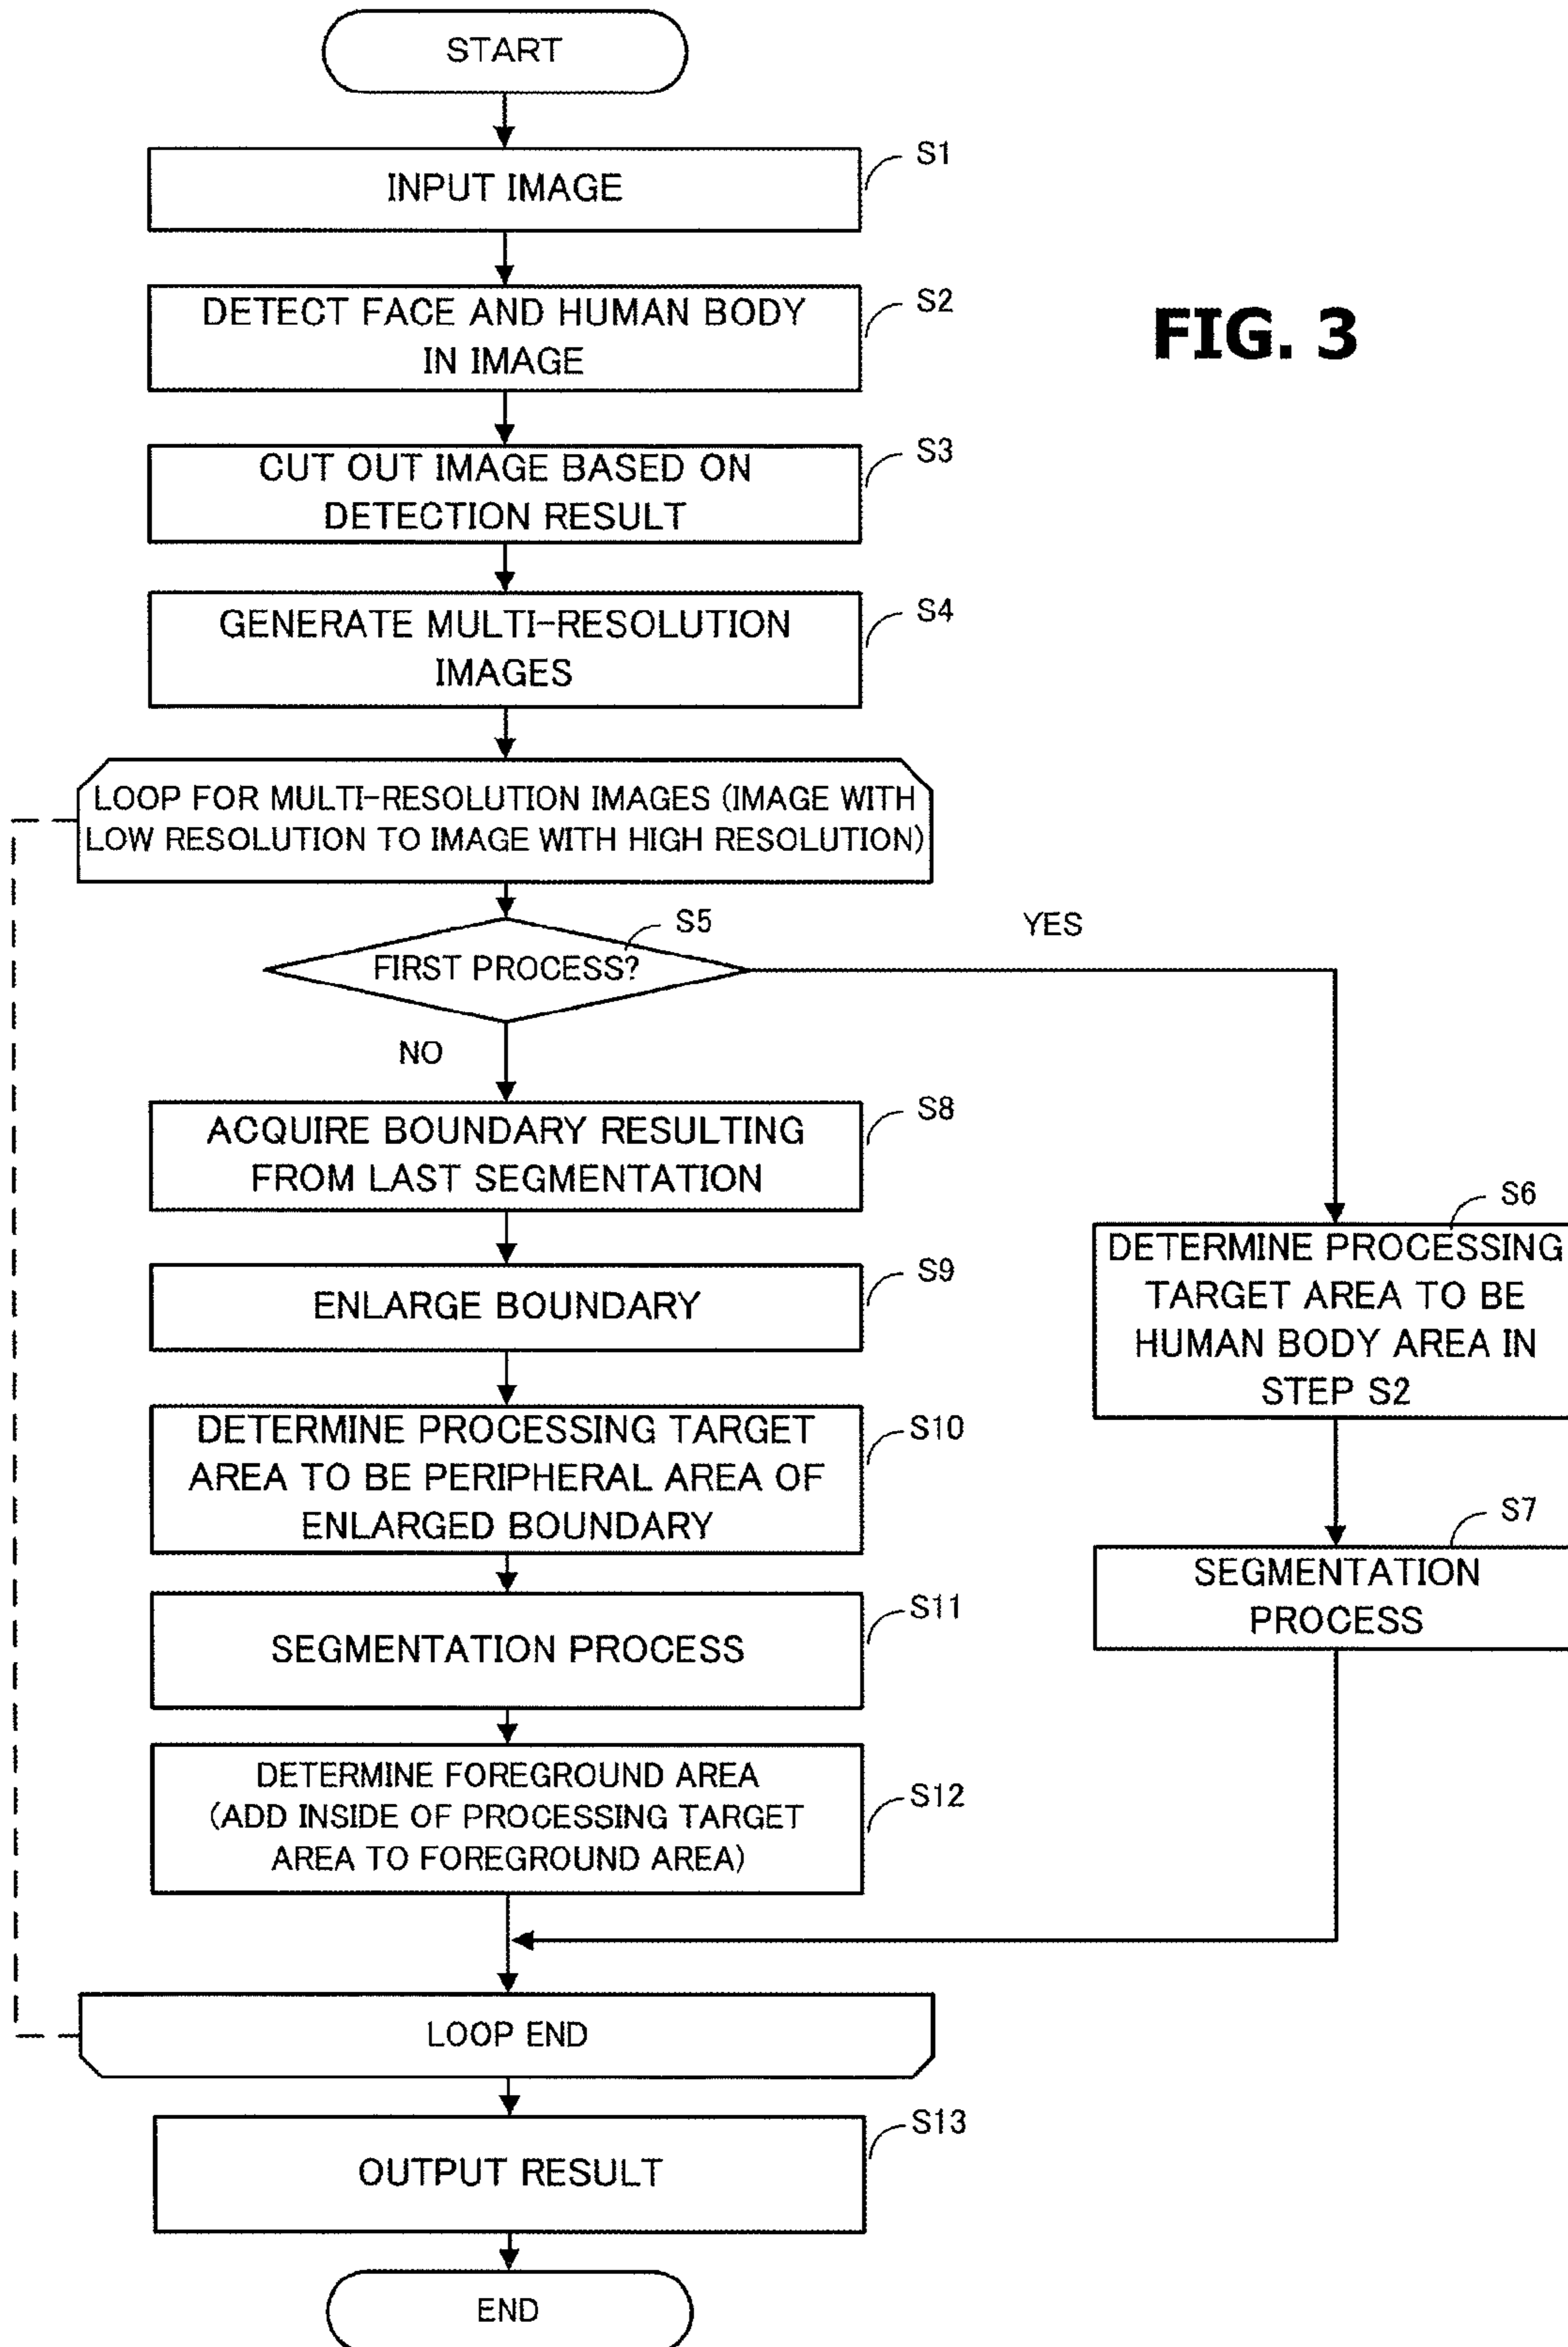 START
S1
INPUT IMAGE
S2
DETECT FACE AND HUMAN BODY
IN IMAGE
FIG. 3
S3
CUT OUT IMAGE BASED ON
DETECTION RESULT
S4
GENERATE MULTI-RESOLUTION
IMAGES
LOOP FOR MULTI-RESOLUTION IMAGES (IMAGE WITH
LOW RESOLUTION TO IMAGE WITH HIGH RESOLUTION)
S5
YES
FIRST PROCESS?
NO
S8
ACQUIRE BOUNDARY RESULTING
FROM LAST SEGMENTATION
S9
ENLARGE BOUNDARY
S10
DETERMINE PROCESSING TARGET
AREA TO BE PERIPHERAL AREA OF
ENLARGED BOUNDARY
S11
SEGMENTATION PROCESS
S12
DETERMINE FOREGROUND AREA
(ADD INSIDE OF PROCESSING TARGET
AREA TO FOREGROUND AREA)
S6
DETERMINE PROCESSING
TARGET AREA TO BE
HUMAN BODY AREA IN
STEP S2
S7
SEGMENTATION
PROCESS
LOOP END
S13
OUTPUT RESULT
END